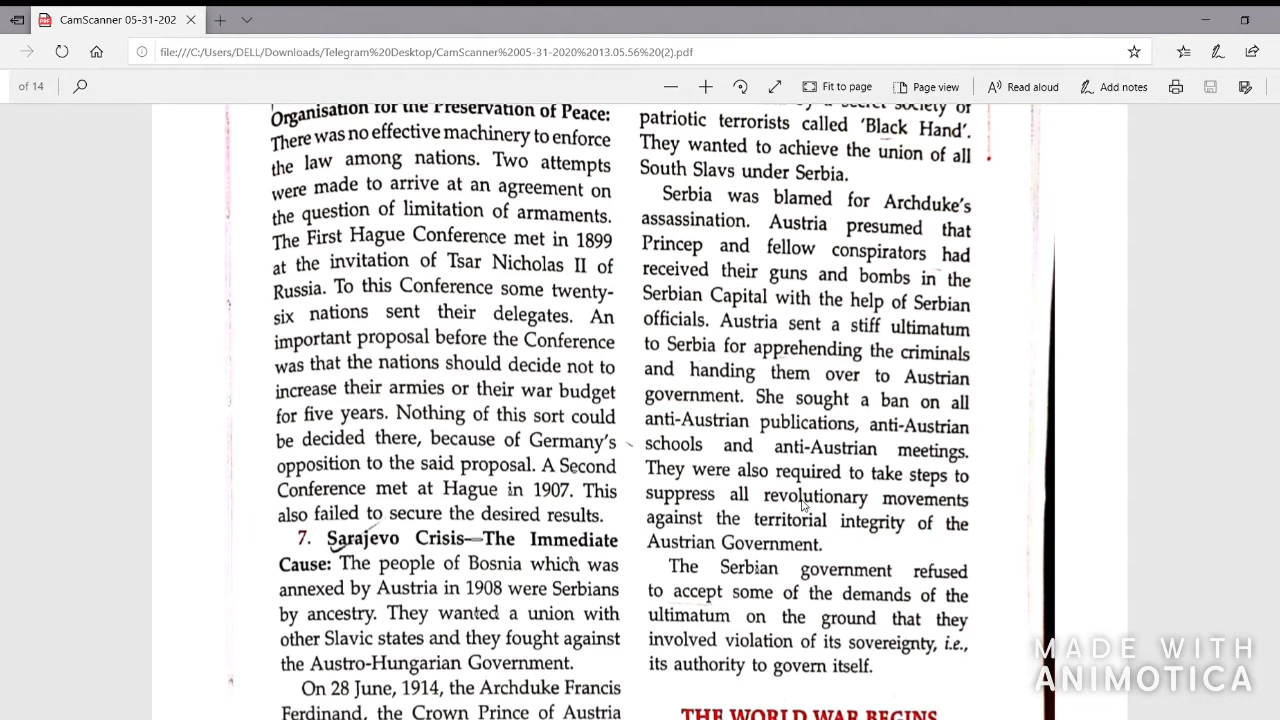 CamScanner 05-31-202
file:///C:/Users/DELL/Downloads/Telegram%20Desktop/CamScanner%2005-31-2020%2013.05.56%20(2).pdf
of 14
Fit to page
Page view
Read aloud
Add notes
Organisation for the Preservation of Peace:
There was no effective machinery to enforce
the law among nations. Two attempts
were made to arrive at an agreement on
the question of limitation of armaments.
The First Hague Conference met in 1899
at the invitation of Tsar Nicholas II of
Russia. To this Conference some twenty-
six nations sent their delegates. An
important proposal before the Conference
was that the nations should decide not to
increase their armies or their war budget
for five years. Nothing of this sort could
be decided there, because of Germany's
opposition to the said proposal. A Second
Conference met at Hague in 1907. This
also failed to secure the desired results.
7. Sarajevo Crisis—The Immediate
Cause: The people of Bosnia which was
annexed by Austria in 1908 were Serbians
by ancestry. They wanted a union with
other Slavic states and they fought against
the Austro-Hungarian Government.
On 28 June, 1914, the Archduke Francis
Ferdinand, the Crown Prince of Austria
by a secret society of
patriotic terrorists called 'Black Hand'.
They wanted to achieve the union of all
South Slavs under Serbia.
Serbia was blamed for Archduke's
assassination. Austria presumed that
Princep and fellow conspirators had
received their guns and bombs in the
Serbian Capital with the help of Serbian
officials. Austria sent a stiff ultimatum
to Serbia for apprehending the criminals
and handing them over to Austrian
government. She sought a ban on all
anti-Austrian publications, anti-Austrian
schools and anti-Austrian meetings.
They were also required to take steps to
suppress all revolutionary movements
against the territorial integrity of the
Austrian Government.
The Serbian government refused
to accept some of the demands of the
ultimatum on the ground that they
involved violation of its sovereignty, i.e.,
its authority to govern itself.
THE WORLD WAR BEGINS
MADE WITH
ANIMOTICA